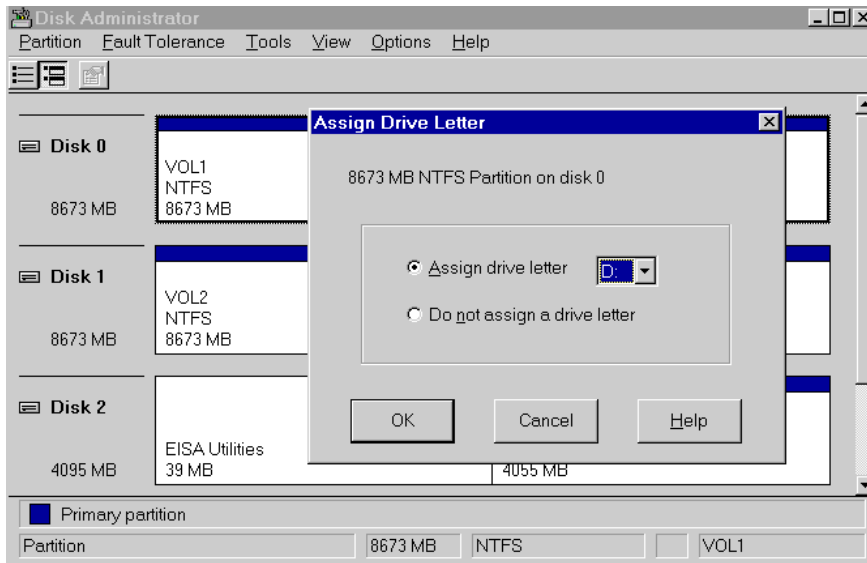 Disk Administrator
Partition Fault Tolerance Tools View Options Help
Disk 0
8673 MB
VOL1
NTFS
8673 MB
Disk 1
8673 MB
VOL2
NTFS
8673 MB
Disk 2
4095 MB
EISA Utilities
39 MB
4055 MB
Assign Drive Letter
8673 MB NTFS Partition on disk 0
Assign drive letter D:
Do not assign a drive letter
OK Cancel Help
Primary partition
Partition 8673 MB NTFS VOL1